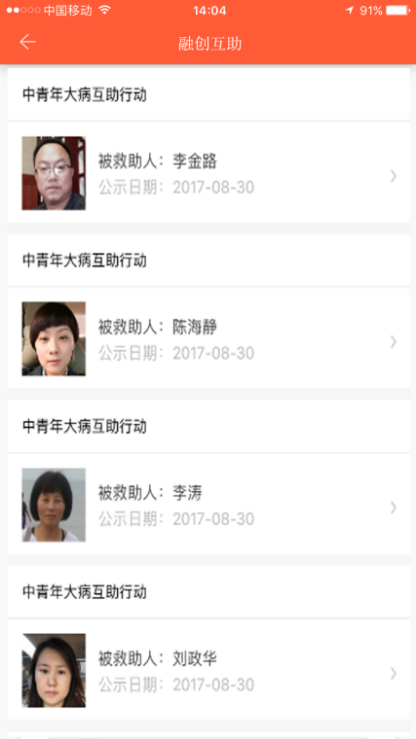 中国移动 14:04 91%
融创互助
中青年大病互助行动
被救助人：李金路
公示日期：2017-08-30
中青年大病互助行动
被救助人：陈海静
公示日期：2017-08-30
中青年大病互助行动
被救助人：李涛
公示日期：2017-08-30
中青年大病互助行动
被救助人：刘政华
公示日期：2017-08-30